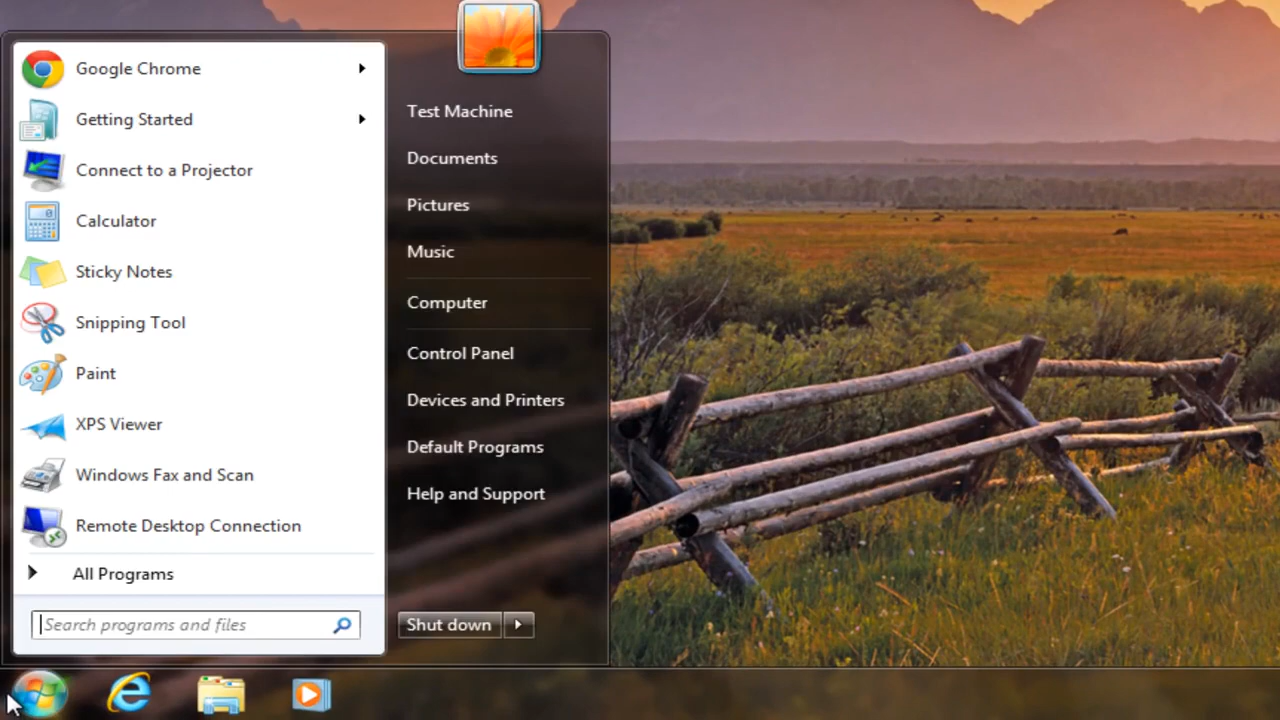 Google Chrome
Getting Started
Connect to a Projector
Calculator
Sticky Notes
Snipping Tool
Paint
XPS Viewer
Windows Fax and Scan
Remote Desktop Connection
All Programs
Search programs and files
Test Machine
Documents
Pictures
Music
Computer
Control Panel
Devices and Printers
Default Programs
Help and Support
Shut down